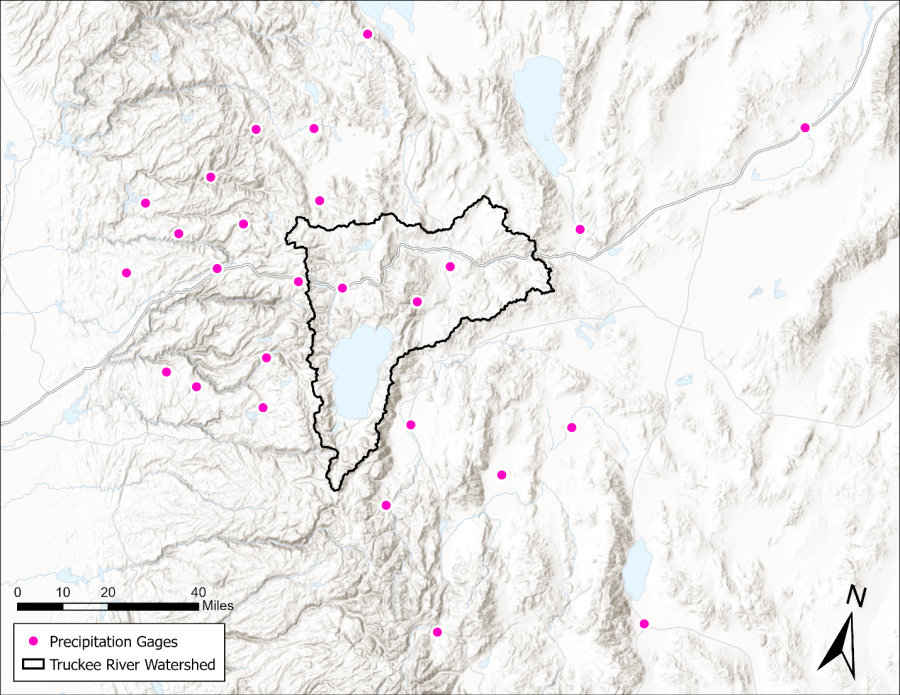 N
0 10 20 40
Miles
Precipitation Gages
Truckee River Watershed